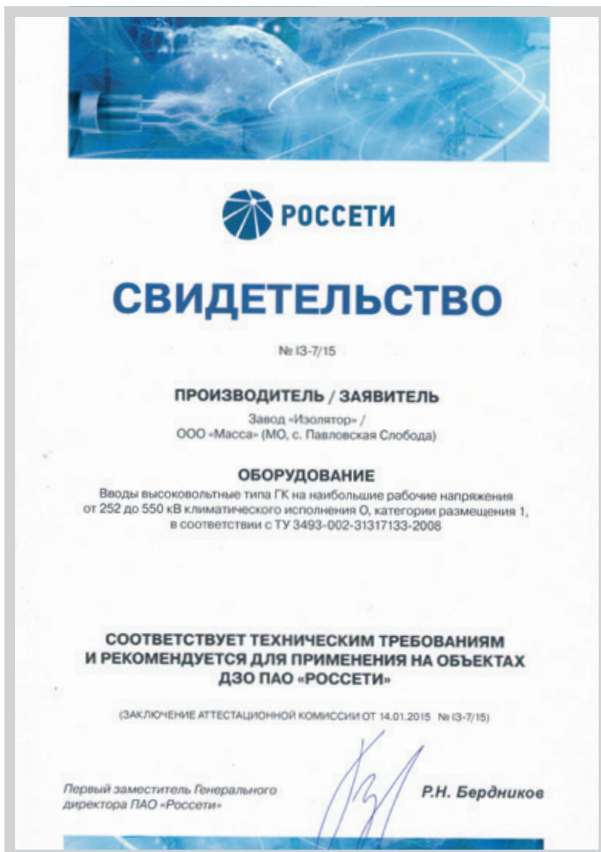 РОССЕТИ
СВИДЕТЕЛЬСТВО
№ IЗ-7/15
ПРОИЗВОДИТЕЛЬ / ЗАЯВИТЕЛЬ
Завод «Изолятор» /
ООО «Масса» (МО, с. Павловская Слобода)
ОБОРУДОВАНИЕ
Вводы высоковольтные типа ГК на наибольшие рабочие напряжения
от 252 до 550 кВ климатического исполнения О, категории размещения 1,
в соответствии с ТУ 3493-002-31317133-2008
СООТВЕТСТВУЕТ ТЕХНИЧЕСКИМ ТРЕБОВАНИЯМ
И РЕКОМЕНДУЕТСЯ ДЛЯ ПРИМЕНЕНИЯ НА ОБЪЕКТАХ
ДЗО ПАО «РОССЕТИ»
(ЗАКЛЮЧЕНИЕ АТТЕСТАЦИОННОЙ КОМИССИИ ОТ 14.01.2015 № IЗ-7/15)
Первый заместитель Генерального
директора ПАО «Россети»
Р.Н. Бердников